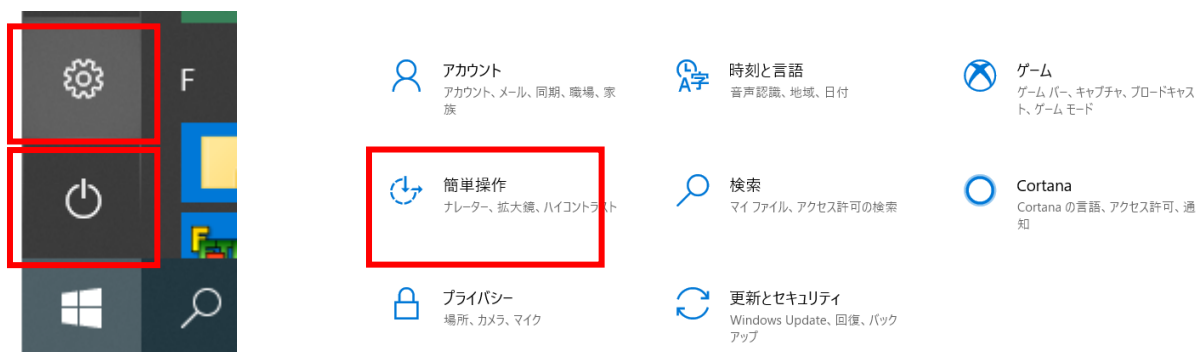 F
アカウント
アカウント、メール、同期、職場、家
族
時刻と言語
音声認識、地域、日付
ゲーム
ゲーム バー、キャプチャ、ブロードキャス
ト、ゲーム モード
簡単操作
ナレーター、拡大鏡、ハイコントラスト
検索
マイ ファイル、アクセス許可の検索
Cortana
Cortana の言語、アクセス許可、通
知
プライバシー
場所、カメラ、マイク
更新とセキュリティ
Windows Update、回復、バック
アップ